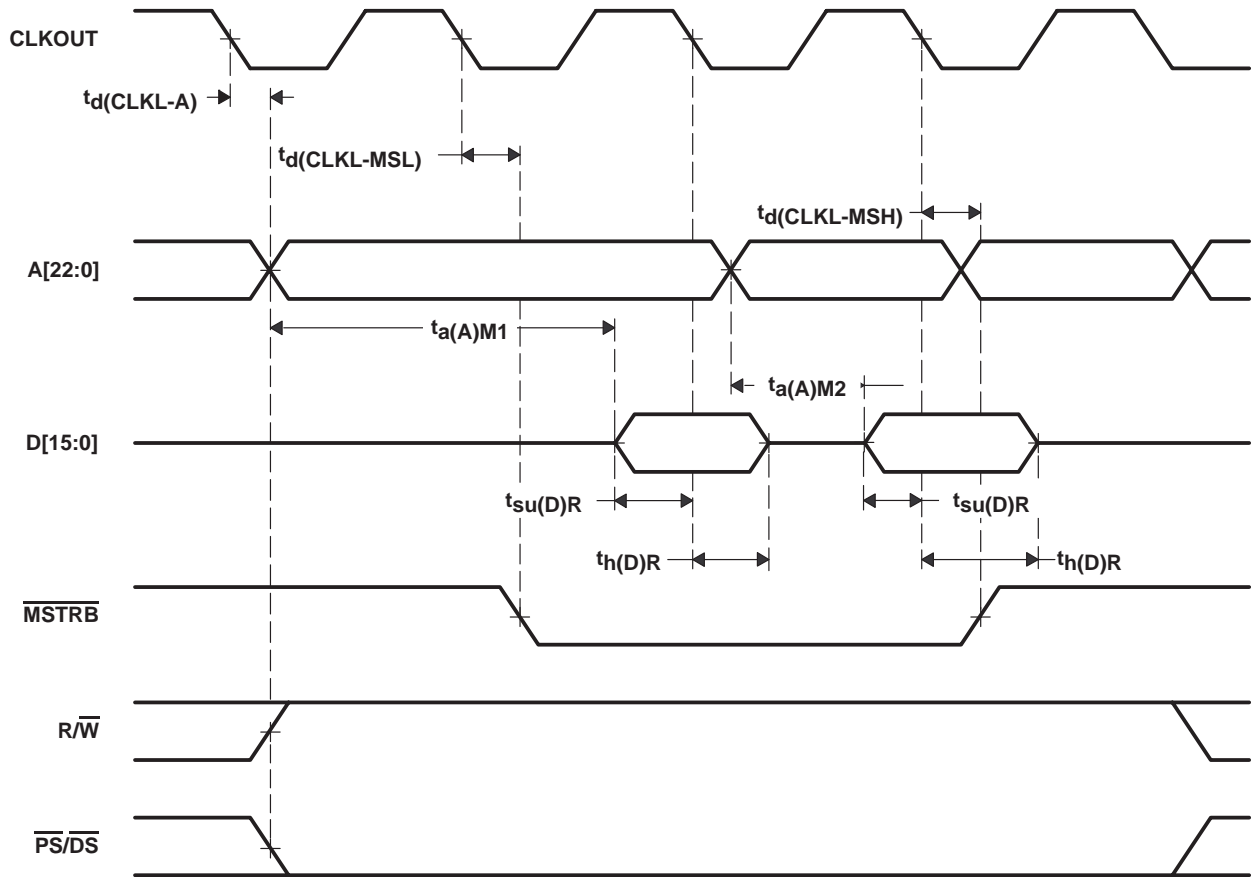 CLKOUT
td(CLKL-A)
td(CLKL-MSL)
td(CLKL-MSH)
A[22:0]
ta(A)M1
ta(A)M2
D[15:0]
tsu(D)R
tsu(D)R
th(D)R
th(D)R
MSTRB
R/W
PS/DS